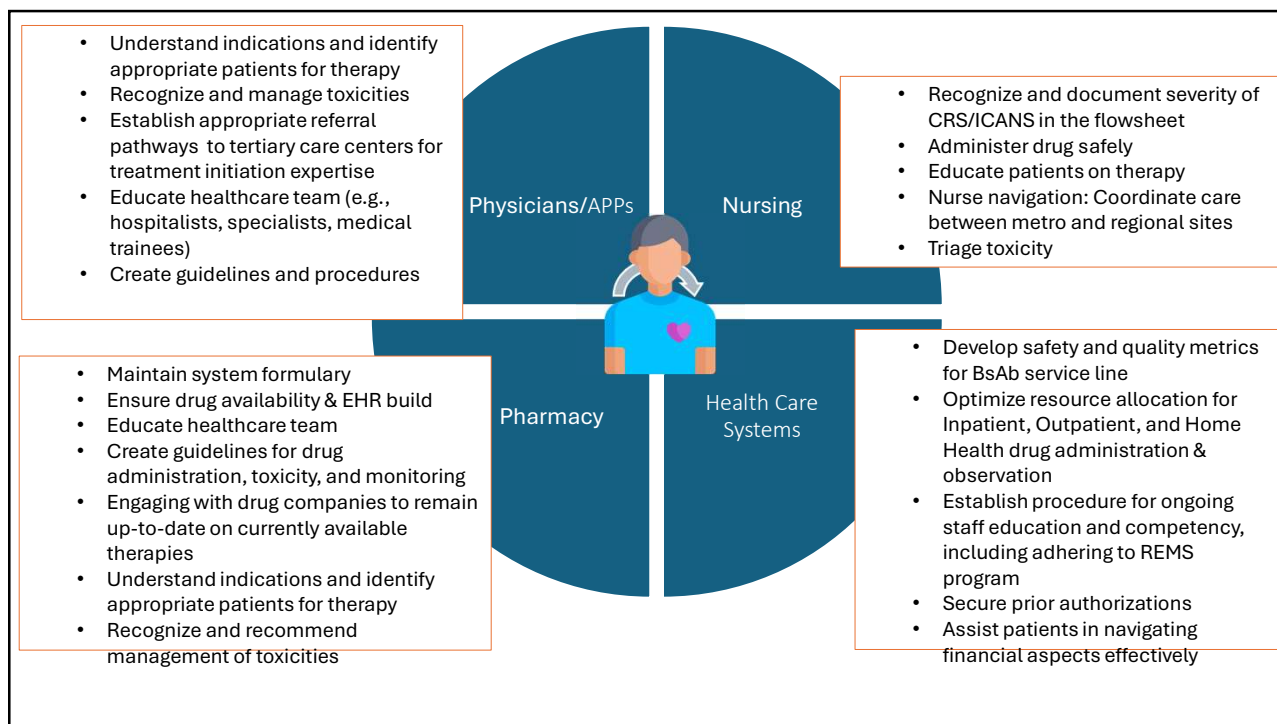 • Understand indications and identify
appropriate patients for therapy
• Recognize and manage toxicities
• Establish appropriate referral
pathways to tertiary care centers for
treatment initiation expertise
• Educate healthcare team (e.g.,
hospitalists, specialists, medical
trainees)
• Create guidelines and procedures
Physicians/APPs
Nursing
• Recognize and document severity of
CRS/ICANS in the flowsheet
• Administer drug safely
• Educate patients on therapy
• Nurse navigation: Coordinate care
between metro and regional sites
• Triage toxicity
• Maintain system formulary
• Ensure drug availability & EHR build
• Educate healthcare team
• Create guidelines for drug
administration, toxicity, and monitoring
• Engaging with drug companies to remain
up-to-date on currently available
therapies
• Understand indications and identify
appropriate patients for therapy
• Recognize and recommend
management of toxicities
Pharmacy
Health Care
Systems
• Develop safety and quality metrics
for BsAb service line
• Optimize resource allocation for
Inpatient, Outpatient, and Home
Health drug administration &
observation
• Establish procedure for ongoing
staff education and competency,
including adhering to REMS
program
• Secure prior authorizations
• Assist patients in navigating
financial aspects effectively